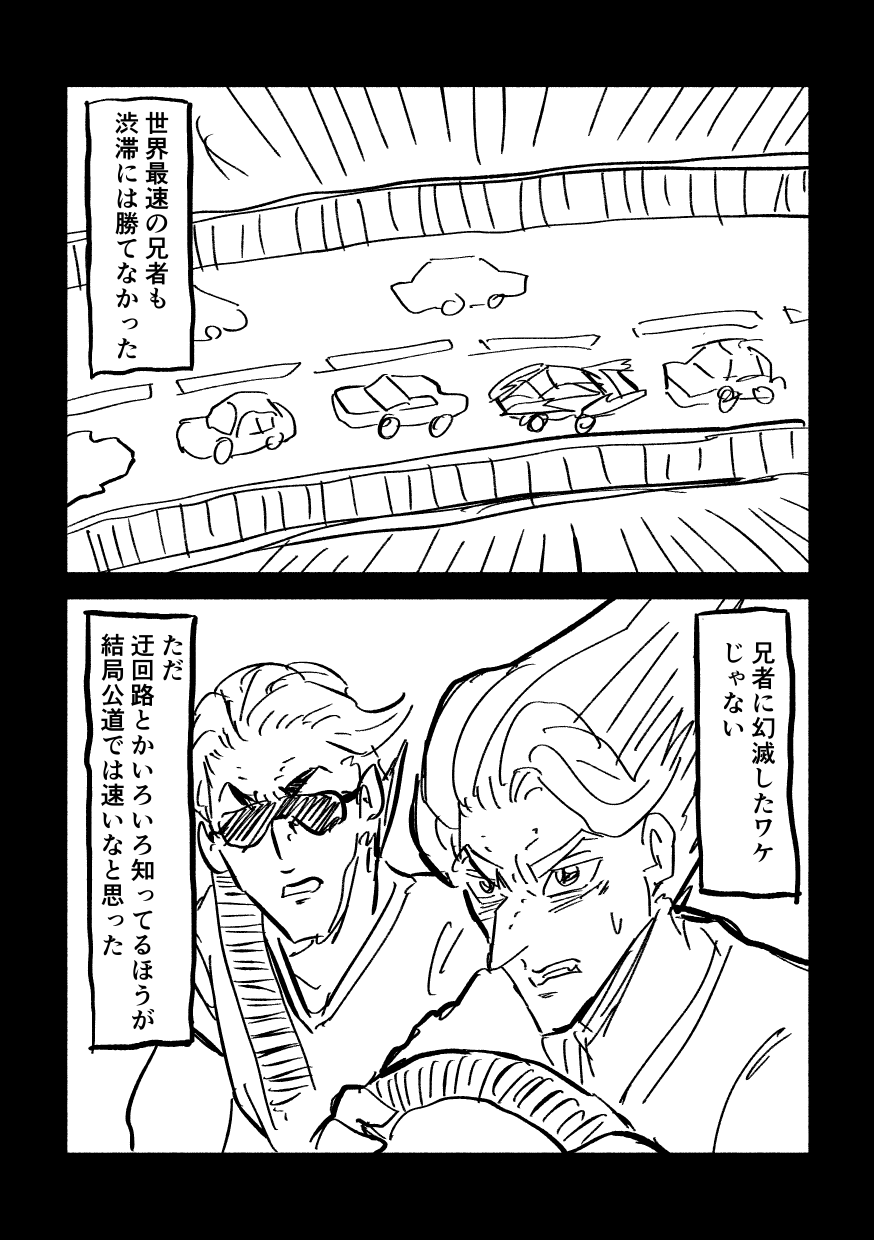 世界最速の兄者も
渋滞には勝てなかった
兄者に幻滅したワケ
じゃない
ただ
迂回路とかいろいろ知ってるほうが
結局公道では速いなと思った